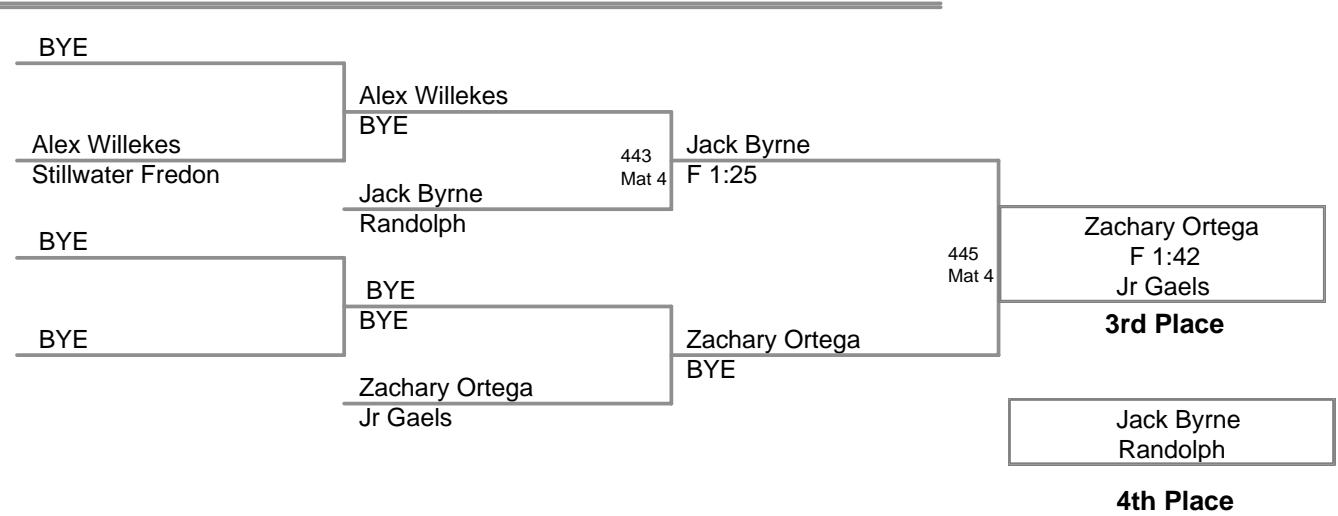 BYE
Alex Willekes
Stillwater Fredon
BYE
BYE
Alex Willekes
BYE
Jack Byrne
Randolph
BYE
BYE
Zachary Ortega
Jr Gaels
443
Mat 4
Jack Byrne
F 1:25
Zachary Ortega
BYE
445
Mat 4
Zachary Ortega
F 1:42
Jr Gaels
3rd Place
Jack Byrne
Randolph
4th Place